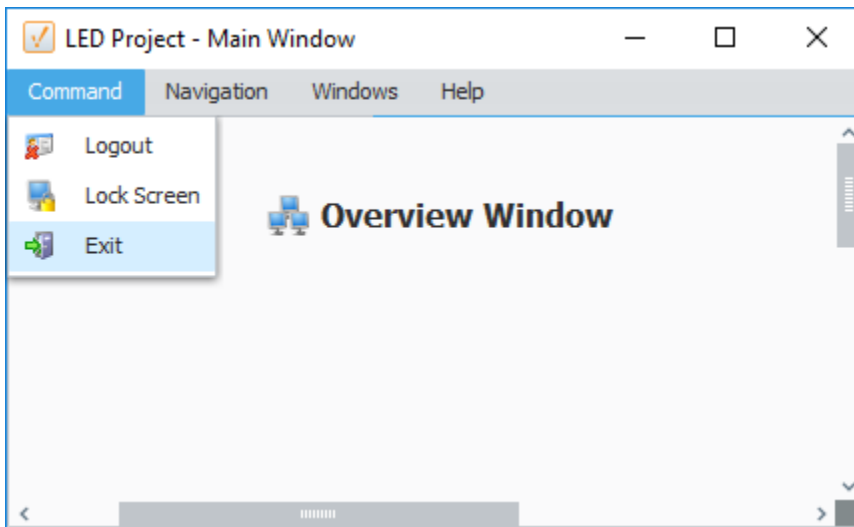 LED Project - Main Window
Command Navigation Windows Help
Logout
Lock Screen
Exit
Overview Window